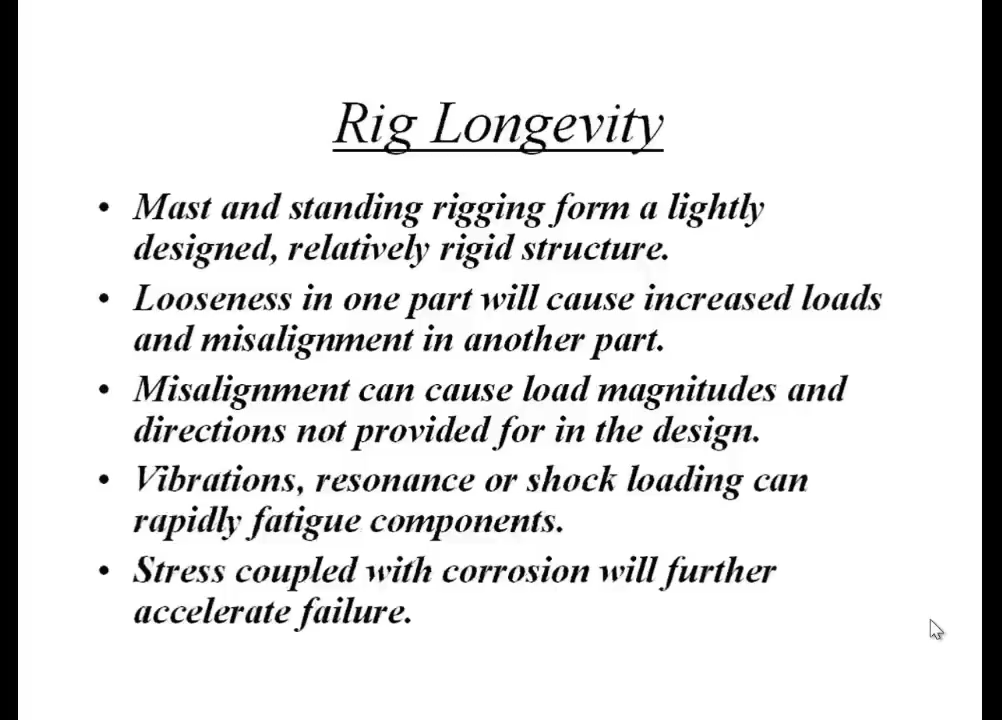 Rig Longevity
• Mast and standing rigging form a lightly
designed, relatively rigid structure.
• Looseness in one part will cause increased loads
and misalignment in another part.
• Misalignment can cause load magnitudes and
directions not provided for in the design.
• Vibrations, resonance or shock loading can
rapidly fatigue components.
• Stress coupled with corrosion will further
accelerate failure.